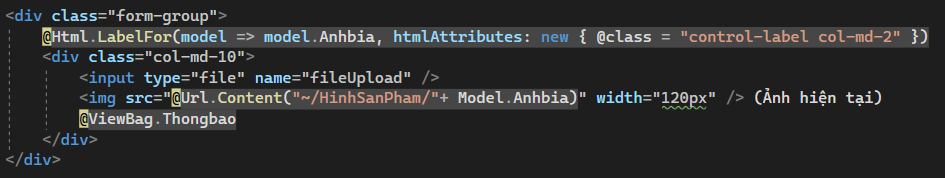 <div class="form-group">
@Html.LabelFor(model => model.Anhbia, htmlAttributes: new { @class = "control-label col-md-2" })
<div class="col-md-10">
<input type="file" name="fileUpload" />
<img src="@Url.Content("~/HinhSanPham/"+ Model.Anhbia)" width="120px" /> (Ảnh hiện tại)
@ViewBag.Thongbao
</div>
</div>